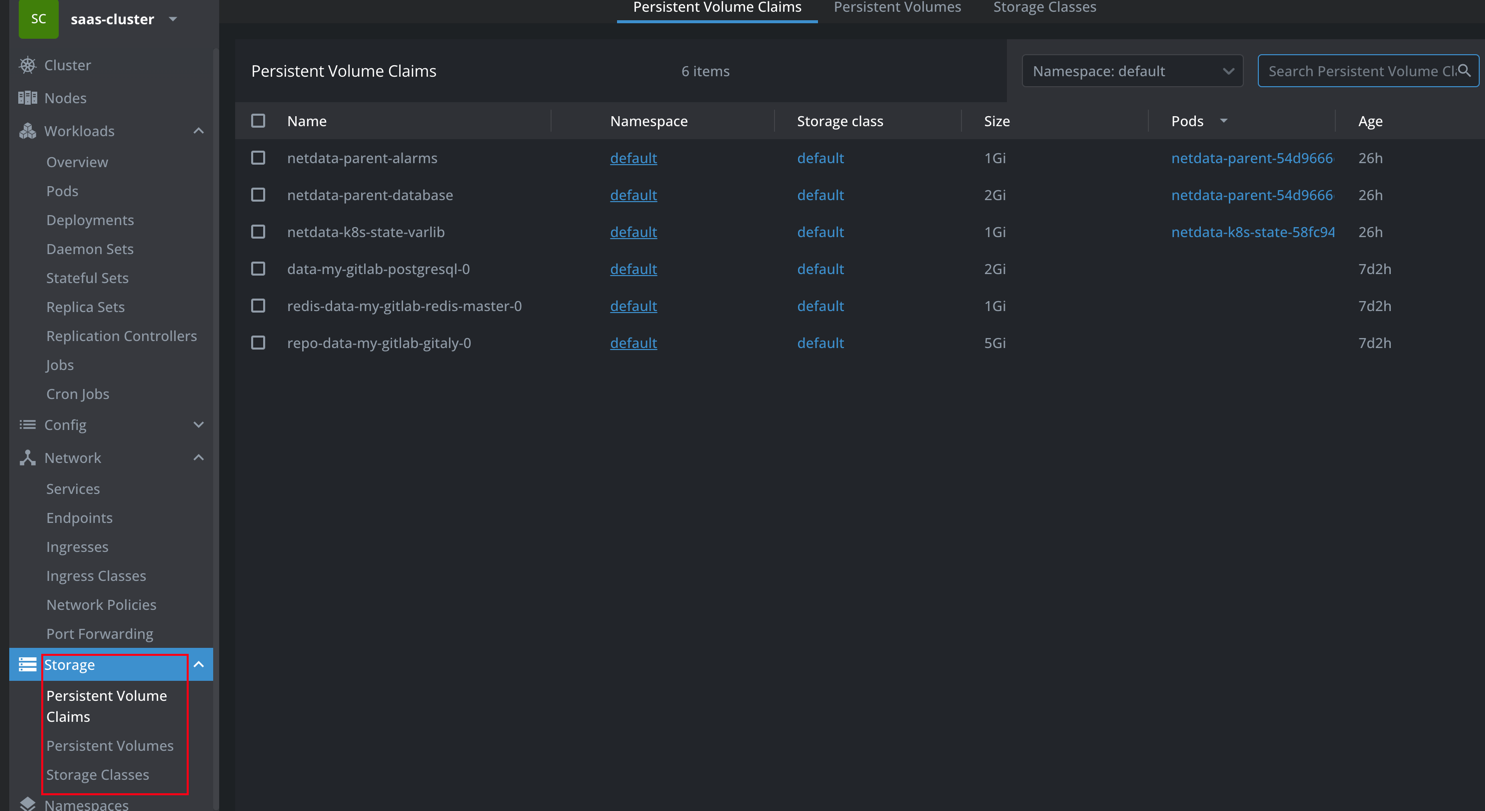 SC saas-cluster
Cluster
Nodes
Workloads
Overview
Pods
Deployments
Daemon Sets
Stateful Sets
Replica Sets
Replication Controllers
Jobs
Cron Jobs
Config
Network
Services
Endpoints
Ingresses
Ingress Classes
Network Policies
Port Forwarding
Storage
Persistent Volume
Claims
Persistent Volumes
Storage Classes
Namespaces
Persistent Volume Claims Persistent Volumes Storage Classes
Persistent Volume Claims 6 items Namespace: default Search Persistent Volume Cl
Name Namespace Storage class Size Pods Age
netdata-parent-alarms default default 1Gi netdata-parent-54d9666 26h
netdata-parent-database default default 2Gi netdata-parent-54d9666 26h
netdata-k8s-state-varlib default default 1Gi netdata-k8s-state-58fc94 26h
data-my-gitlab-postgresql-0 default default 2Gi 7d2h
redis-data-my-gitlab-redis-master-0 default default 1Gi 7d2h
repo-data-my-gitlab-gitaly-0 default default 5Gi 7d2h